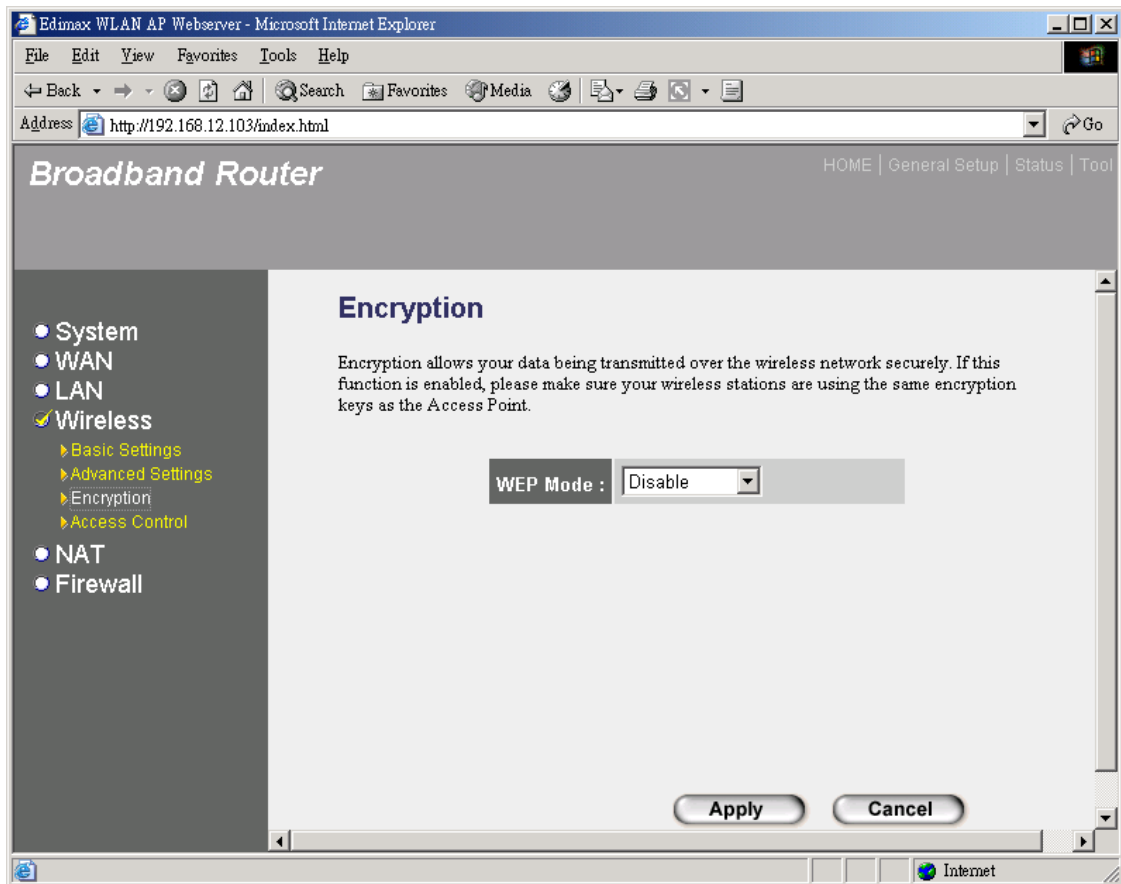 Edimax WLAN AP Webserver - Microsoft Internet Explorer
File Edit View Favorites Tools Help
Back Search Favorites Media
Address http://192.168.12.103/index.html Go
Broadband Router
HOME | General Setup | Status | Tool
System
WAN
LAN
Wireless
Basic Settings
Advanced Settings
Encryption
Access Control
NAT
Firewall
Encryption
Encryption allows your data being transmitted over the wireless network securely. If this
function is enabled, please make sure your wireless stations are using the same encryption
keys as the Access Point.
WEP Mode : Disable
Apply Cancel
Internet